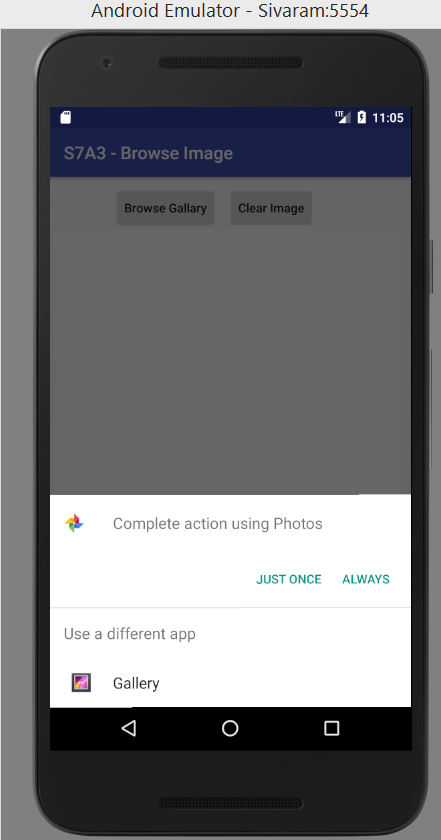 Android Emulator - Sivaram:5554
LTE 11:05
S7A3 - Browse Image
Browse Gallary Clear Image
Complete action using Photos
JUST ONCE ALWAYS
Use a different app
Gallery